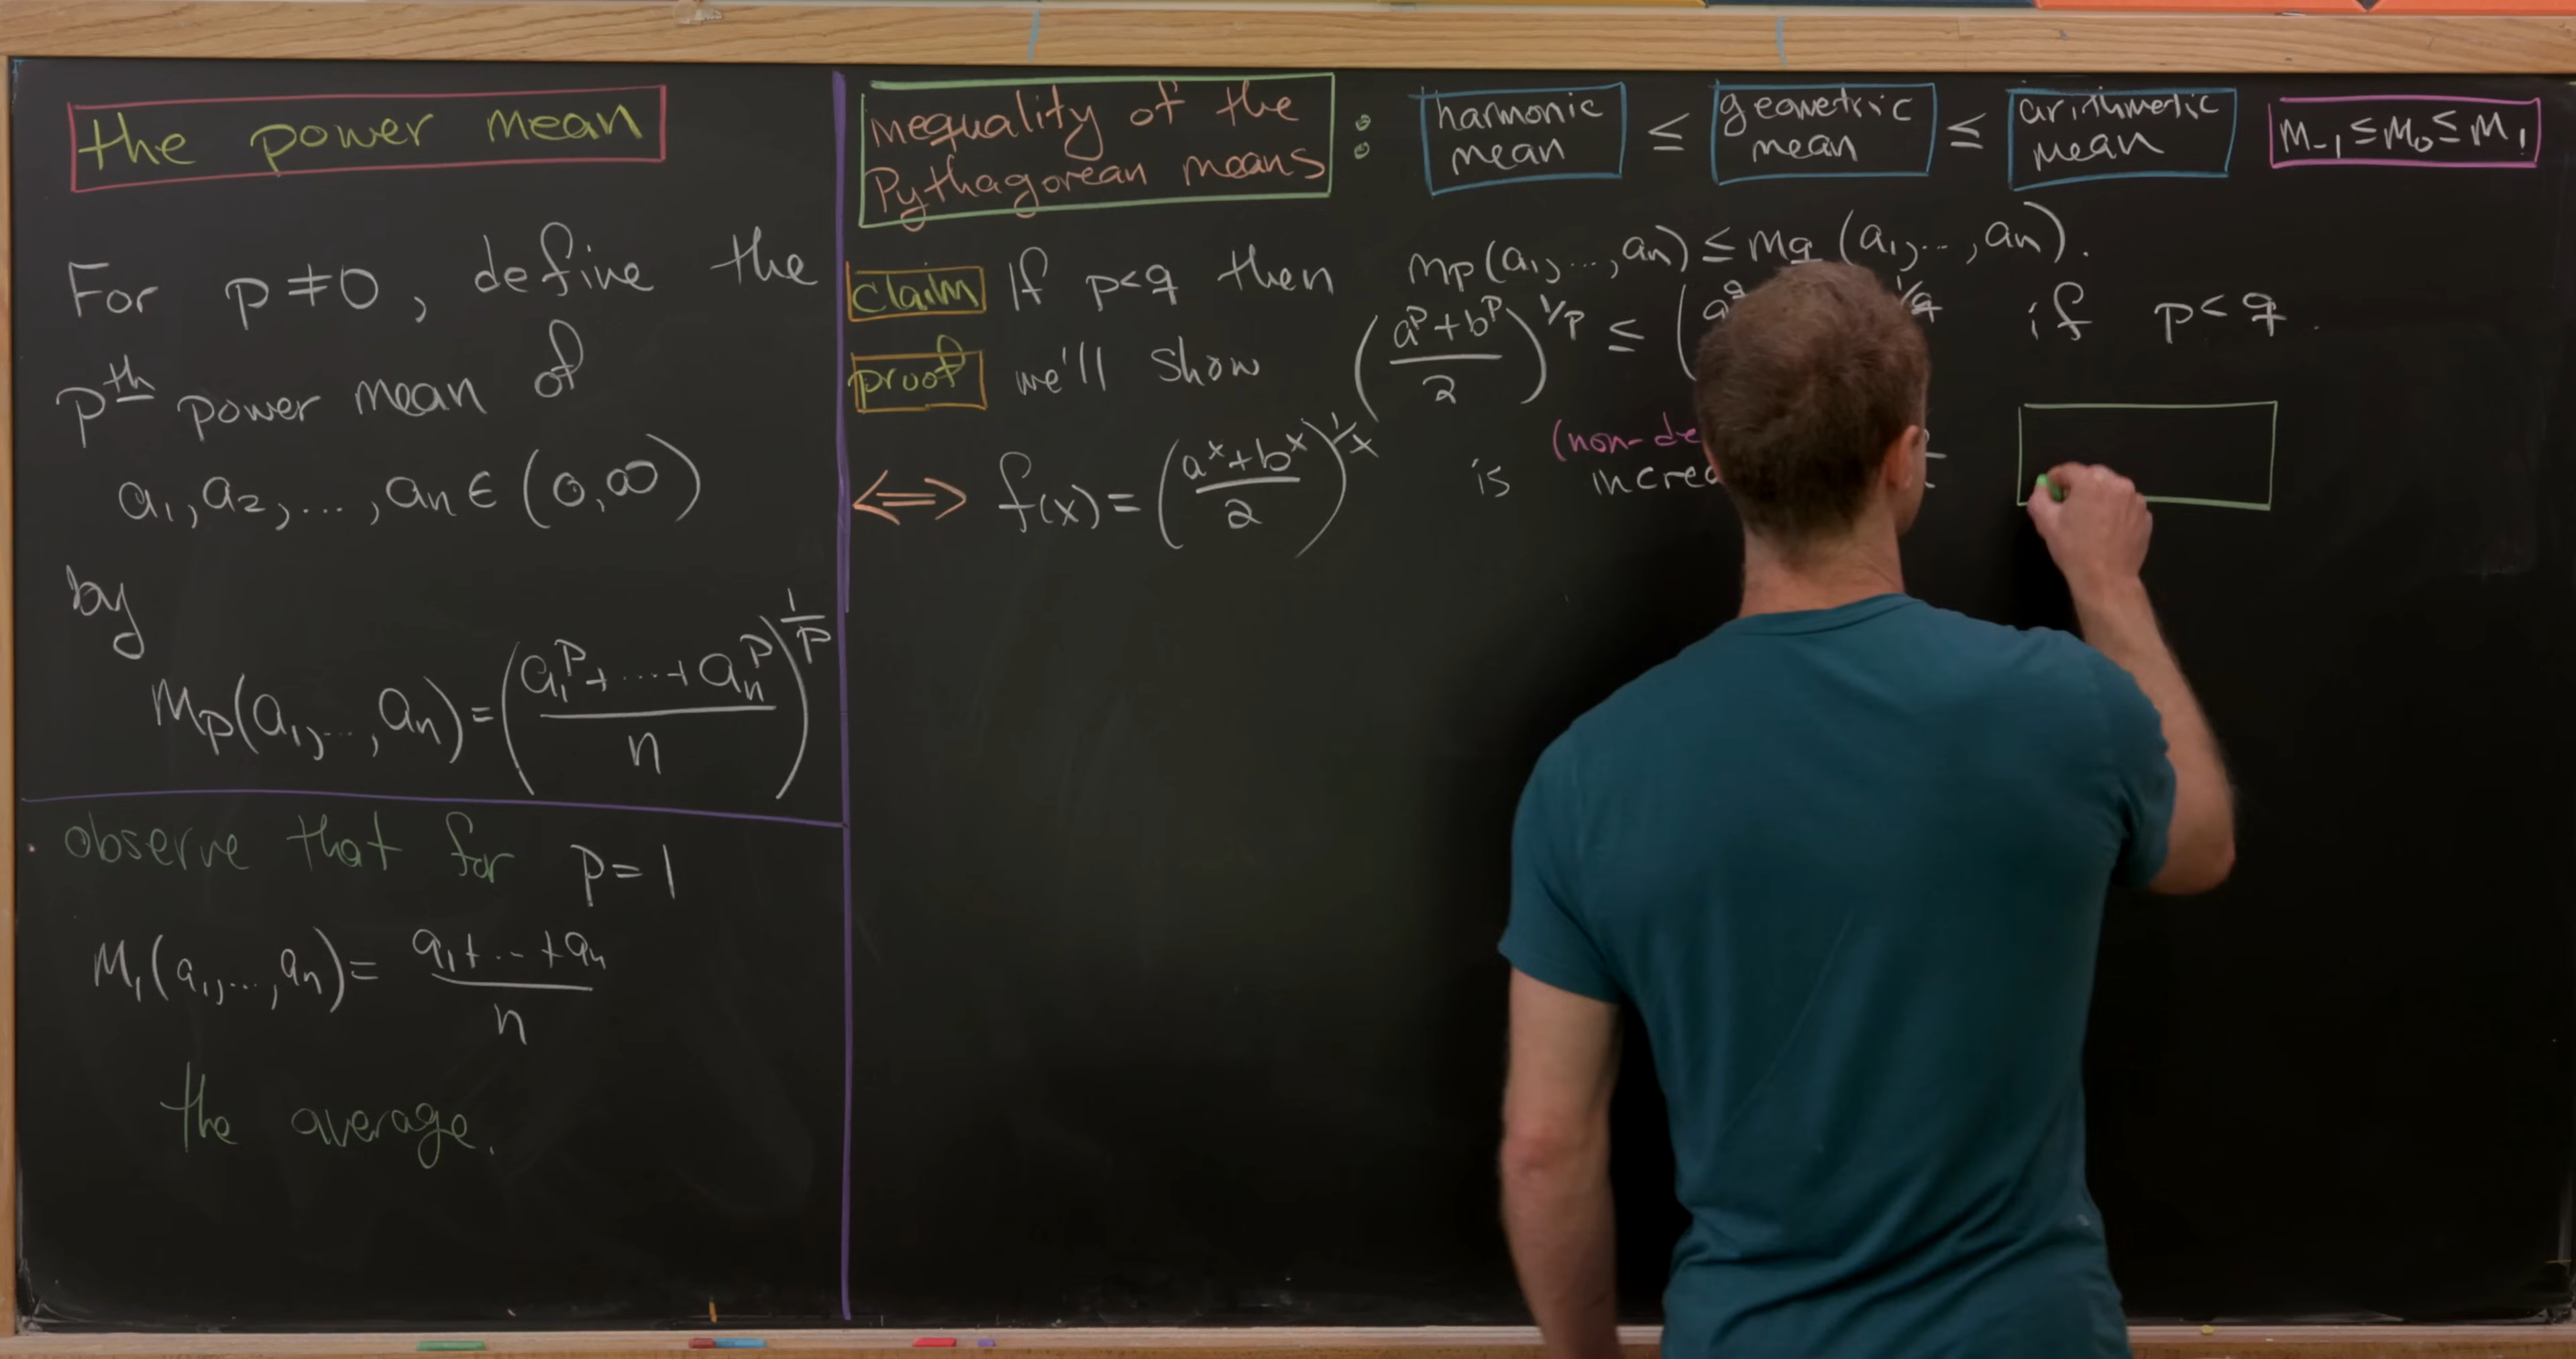 the power mean
For p ≠ 0, define the
pth power mean of
a₁, a₂, ..., aₙ ∈ (0, ∞)
by
Mp(a₁, ..., aₙ) = ((a₁^p + ... + aₙ^p)/n)^(1/p)
observe that for p = 1
M₁(a₁, ..., aₙ) = (a₁ + ... + aₙ)/n
the average.
inequality of the
Pythagorean means :
harmonic
mean
≤
geometric
mean
≤
arithmetic
mean
M₋₁ ≤ M₀ ≤ M₁
claim If p < q then Mp(a₁, ..., aₙ) ≤ Mq(a₁, ..., aₙ).
proof we'll show ((a^p + b^p)/2)^(1/p) ≤ if p < q.
⟺ f(x) = ((a^x + b^x)/2)^(1/x) is